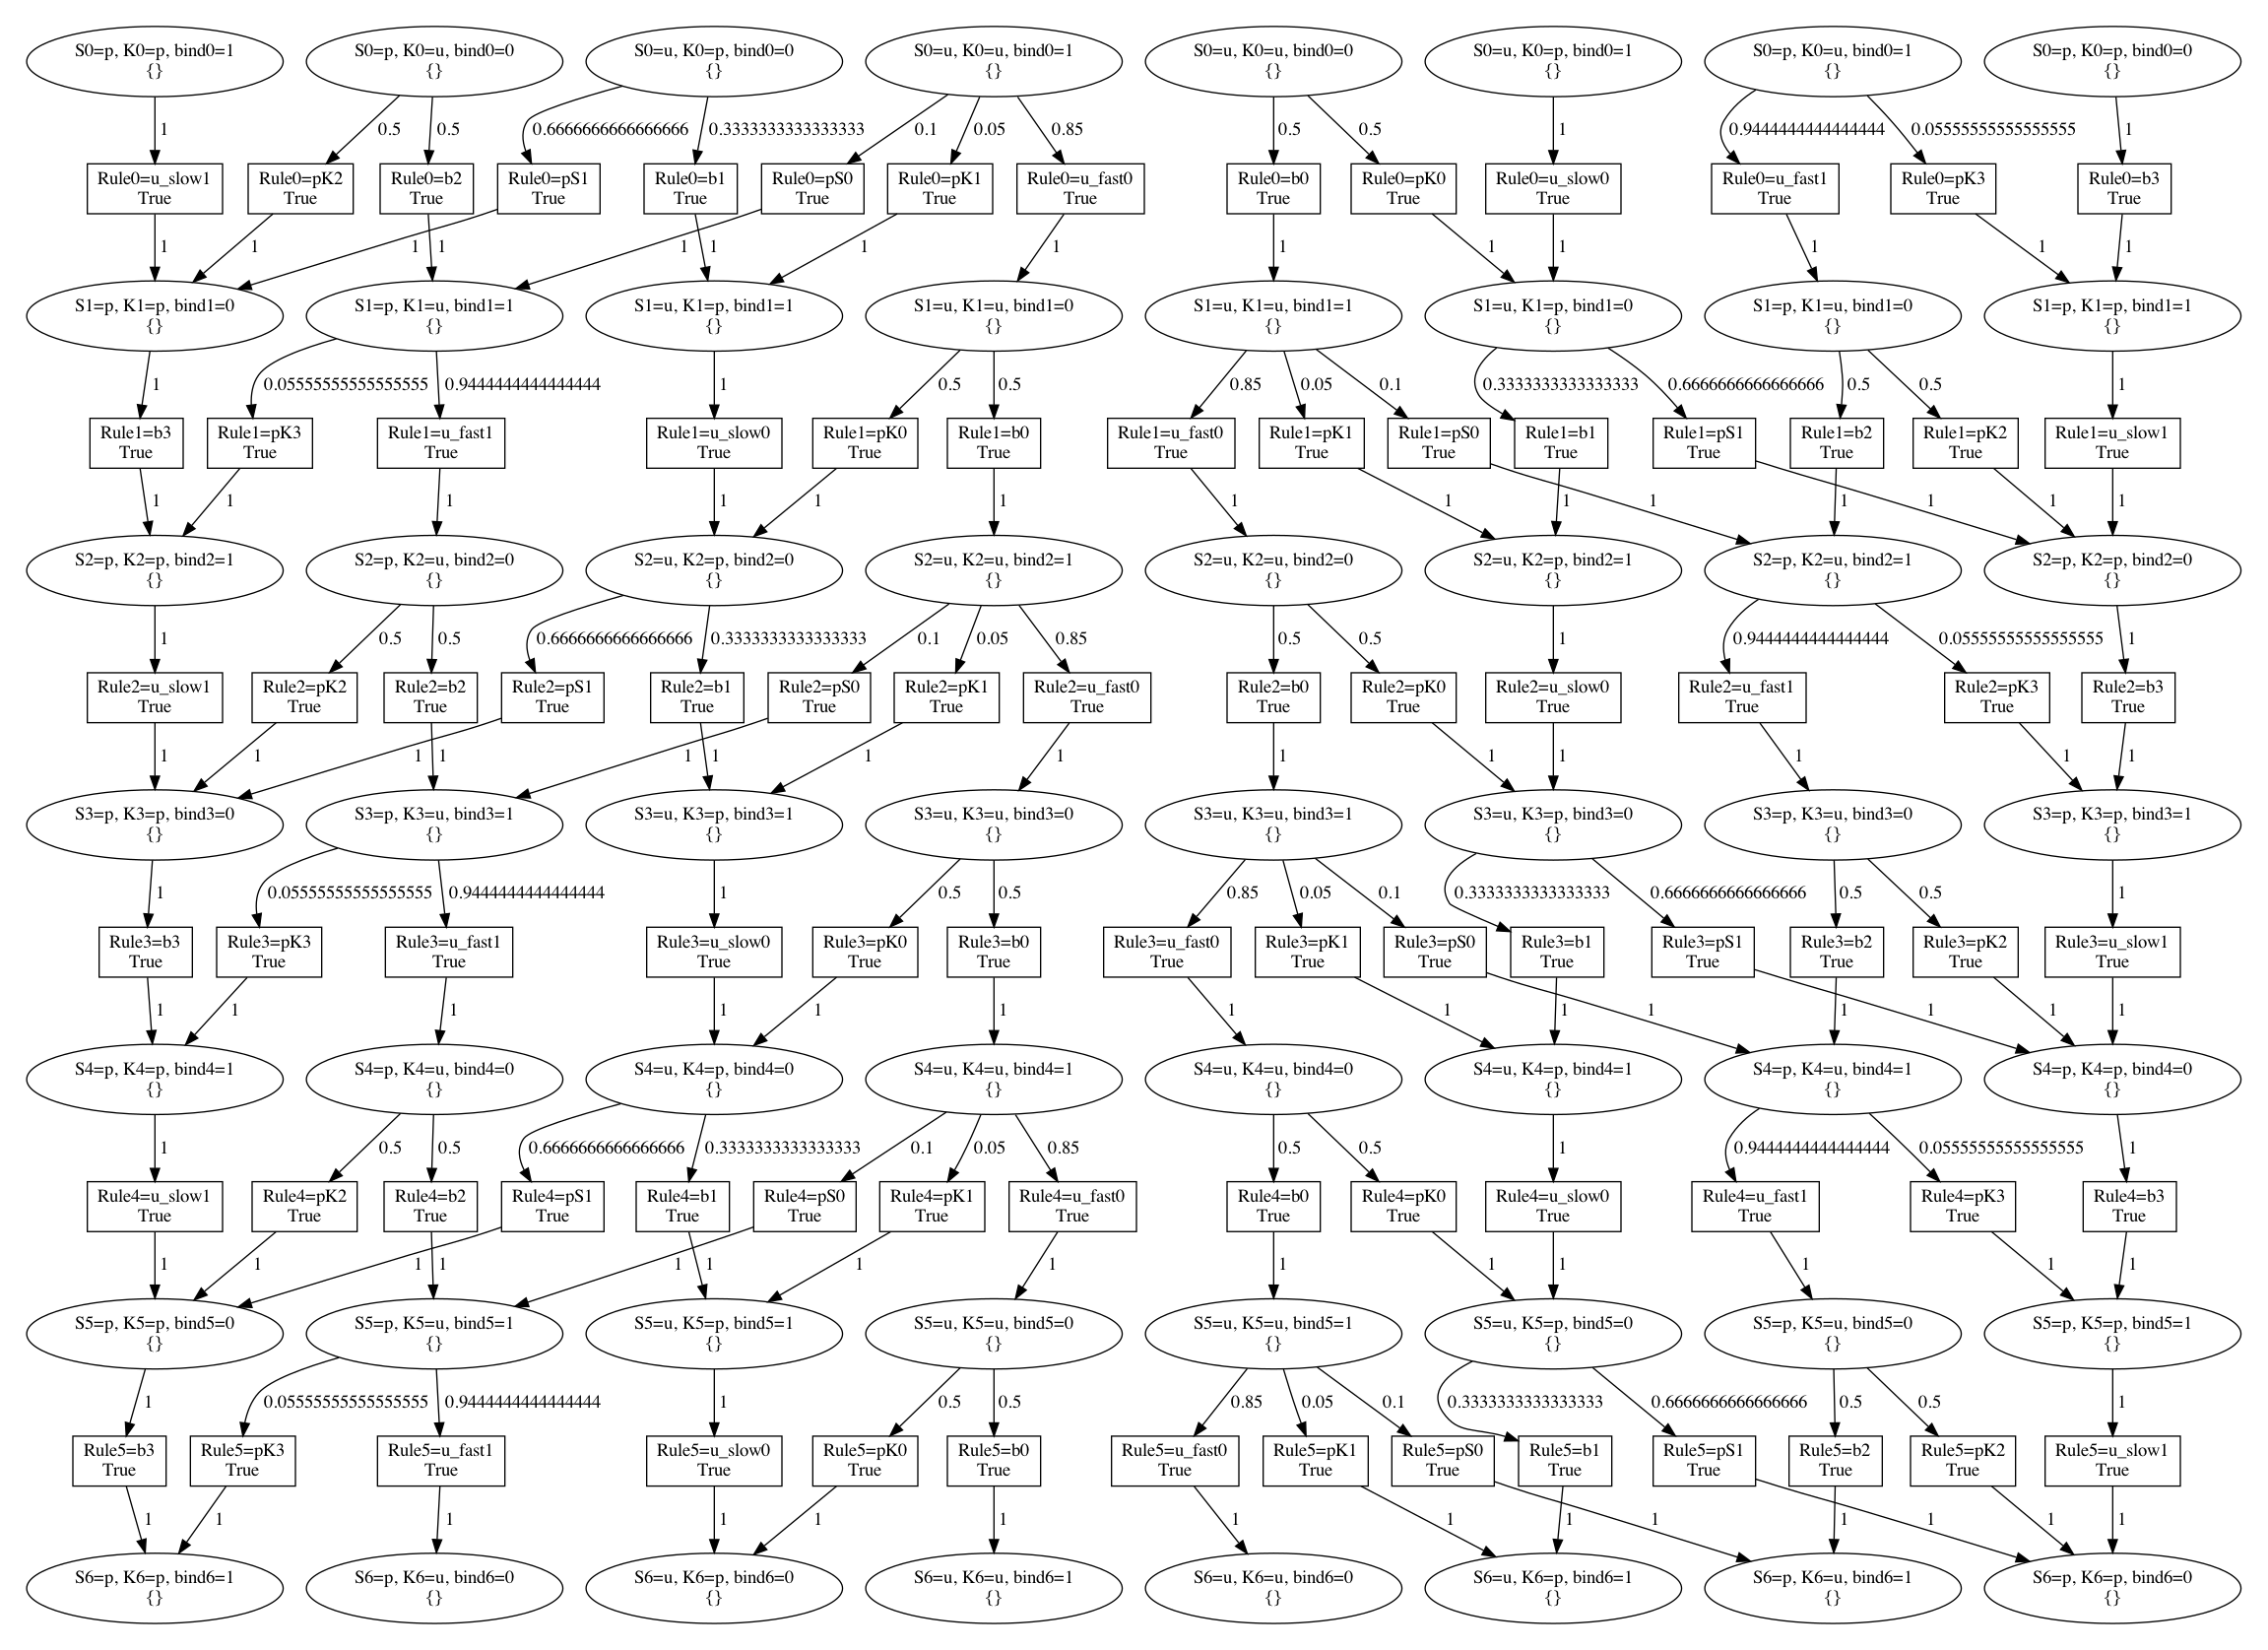 S0=p, K0=p, bind0=1
{}
S0=p, K0=u, bind0=0
{}
S0=u, K0=p, bind0=0
{}
S0=u, K0=u, bind0=1
{}
S0=u, K0=u, bind0=0
{}
S0=u, K0=p, bind0=1
{}
S0=p, K0=u, bind0=1
{}
S0=p, K0=p, bind0=0
{}
1
0.5
0.5
0.6666666666666666
0.3333333333333333
0.1
0.05
0.85
0.5
0.5
1
0.9444444444444444
0.05555555555555555
1
Rule0=u_slow1
True
Rule0=pK2
True
Rule0=b2
True
Rule0=pS1
True
Rule0=b1
True
Rule0=pS0
True
Rule0=pK1
True
Rule0=u_fast0
True
Rule0=b0
True
Rule0=pK0
True
Rule0=u_slow0
True
Rule0=u_fast1
True
Rule0=pK3
True
Rule0=b3
True
1
1
1
1
1
1
1
1
1
1
1
1
1
1
S1=p, K1=p, bind1=0
{}
S1=p, K1=u, bind1=1
{}
S1=u, K1=p, bind1=1
{}
S1=u, K1=u, bind1=0
{}
S1=u, K1=u, bind1=1
{}
S1=u, K1=p, bind1=0
{}
S1=p, K1=u, bind1=0
{}
S1=p, K1=p, bind1=1
{}
1
0.05555555555555555
0.9444444444444444
1
0.5
0.5
0.85
0.05
0.1
0.3333333333333333
0.6666666666666666
0.5
0.5
1
Rule1=b3
True
Rule1=pK3
True
Rule1=u_fast1
True
Rule1=u_slow0
True
Rule1=pK0
True
Rule1=b0
True
Rule1=u_fast0
True
Rule1=pK1
True
Rule1=pS0
True
Rule1=b1
True
Rule1=pS1
True
Rule1=b2
True
Rule1=pK2
True
Rule1=u_slow1
True
1
1
1
1
1
1
1
1
1
1
1
1
1
1
S2=p, K2=p, bind2=1
{}
S2=p, K2=u, bind2=0
{}
S2=u, K2=p, bind2=0
{}
S2=u, K2=u, bind2=1
{}
S2=u, K2=u, bind2=0
{}
S2=u, K2=p, bind2=1
{}
S2=p, K2=u, bind2=1
{}
S2=p, K2=p, bind2=0
{}
1
0.5
0.5
0.6666666666666666
0.3333333333333333
0.1
0.05
0.85
0.5
0.5
1
0.9444444444444444
0.05555555555555555
1
Rule2=u_slow1
True
Rule2=pK2
True
Rule2=b2
True
Rule2=pS1
True
Rule2=b1
True
Rule2=pS0
True
Rule2=pK1
True
Rule2=u_fast0
True
Rule2=b0
True
Rule2=pK0
True
Rule2=u_slow0
True
Rule2=u_fast1
True
Rule2=pK3
True
Rule2=b3
True
1
1
1
1
1
1
1
1
1
1
1
1
1
1
S3=p, K3=p, bind3=0
{}
S3=p, K3=u, bind3=1
{}
S3=u, K3=p, bind3=1
{}
S3=u, K3=u, bind3=0
{}
S3=u, K3=u, bind3=1
{}
S3=u, K3=p, bind3=0
{}
S3=p, K3=u, bind3=0
{}
S3=p, K3=p, bind3=1
{}
1
0.05555555555555555
0.9444444444444444
1
0.5
0.5
0.85
0.05
0.1
0.3333333333333333
0.6666666666666666
0.5
0.5
1
Rule3=b3
True
Rule3=pK3
True
Rule3=u_fast1
True
Rule3=u_slow0
True
Rule3=pK0
True
Rule3=b0
True
Rule3=u_fast0
True
Rule3=pK1
True
Rule3=pS0
True
Rule3=b1
True
Rule3=pS1
True
Rule3=b2
True
Rule3=pK2
True
Rule3=u_slow1
True
1
1
1
1
1
1
1
1
1
1
1
1
1
1
S4=p, K4=p, bind4=1
{}
S4=p, K4=u, bind4=0
{}
S4=u, K4=p, bind4=0
{}
S4=u, K4=u, bind4=1
{}
S4=u, K4=u, bind4=0
{}
S4=u, K4=p, bind4=1
{}
S4=p, K4=u, bind4=1
{}
S4=p, K4=p, bind4=0
{}
1
0.5
0.5
0.6666666666666666
0.3333333333333333
0.1
0.05
0.85
0.5
0.5
1
0.9444444444444444
0.05555555555555555
1
Rule4=u_slow1
True
Rule4=pK2
True
Rule4=b2
True
Rule4=pS1
True
Rule4=b1
True
Rule4=pS0
True
Rule4=pK1
True
Rule4=u_fast0
True
Rule4=b0
True
Rule4=pK0
True
Rule4=u_slow0
True
Rule4=u_fast1
True
Rule4=pK3
True
Rule4=b3
True
1
1
1
1
1
1
1
1
1
1
1
1
1
1
S5=p, K5=p, bind5=0
{}
S5=p, K5=u, bind5=1
{}
S5=u, K5=p, bind5=1
{}
S5=u, K5=u, bind5=0
{}
S5=u, K5=u, bind5=1
{}
S5=u, K5=p, bind5=0
{}
S5=p, K5=u, bind5=0
{}
S5=p, K5=p, bind5=1
{}
1
0.05555555555555555
0.9444444444444444
1
0.5
0.5
0.85
0.05
0.1
0.3333333333333333
0.6666666666666666
0.5
0.5
1
Rule5=b3
True
Rule5=pK3
True
Rule5=u_fast1
True
Rule5=u_slow0
True
Rule5=pK0
True
Rule5=b0
True
Rule5=u_fast0
True
Rule5=pK1
True
Rule5=pS0
True
Rule5=b1
True
Rule5=pS1
True
Rule5=b2
True
Rule5=pK2
True
Rule5=u_slow1
True
1
1
1
1
1
1
1
1
1
1
1
1
1
1
S6=p, K6=p, bind6=1
{}
S6=p, K6=u, bind6=0
{}
S6=u, K6=p, bind6=0
{}
S6=u, K6=u, bind6=1
{}
S6=u, K6=u, bind6=0
{}
S6=u, K6=p, bind6=1
{}
S6=p, K6=u, bind6=1
{}
S6=p, K6=p, bind6=0
{}